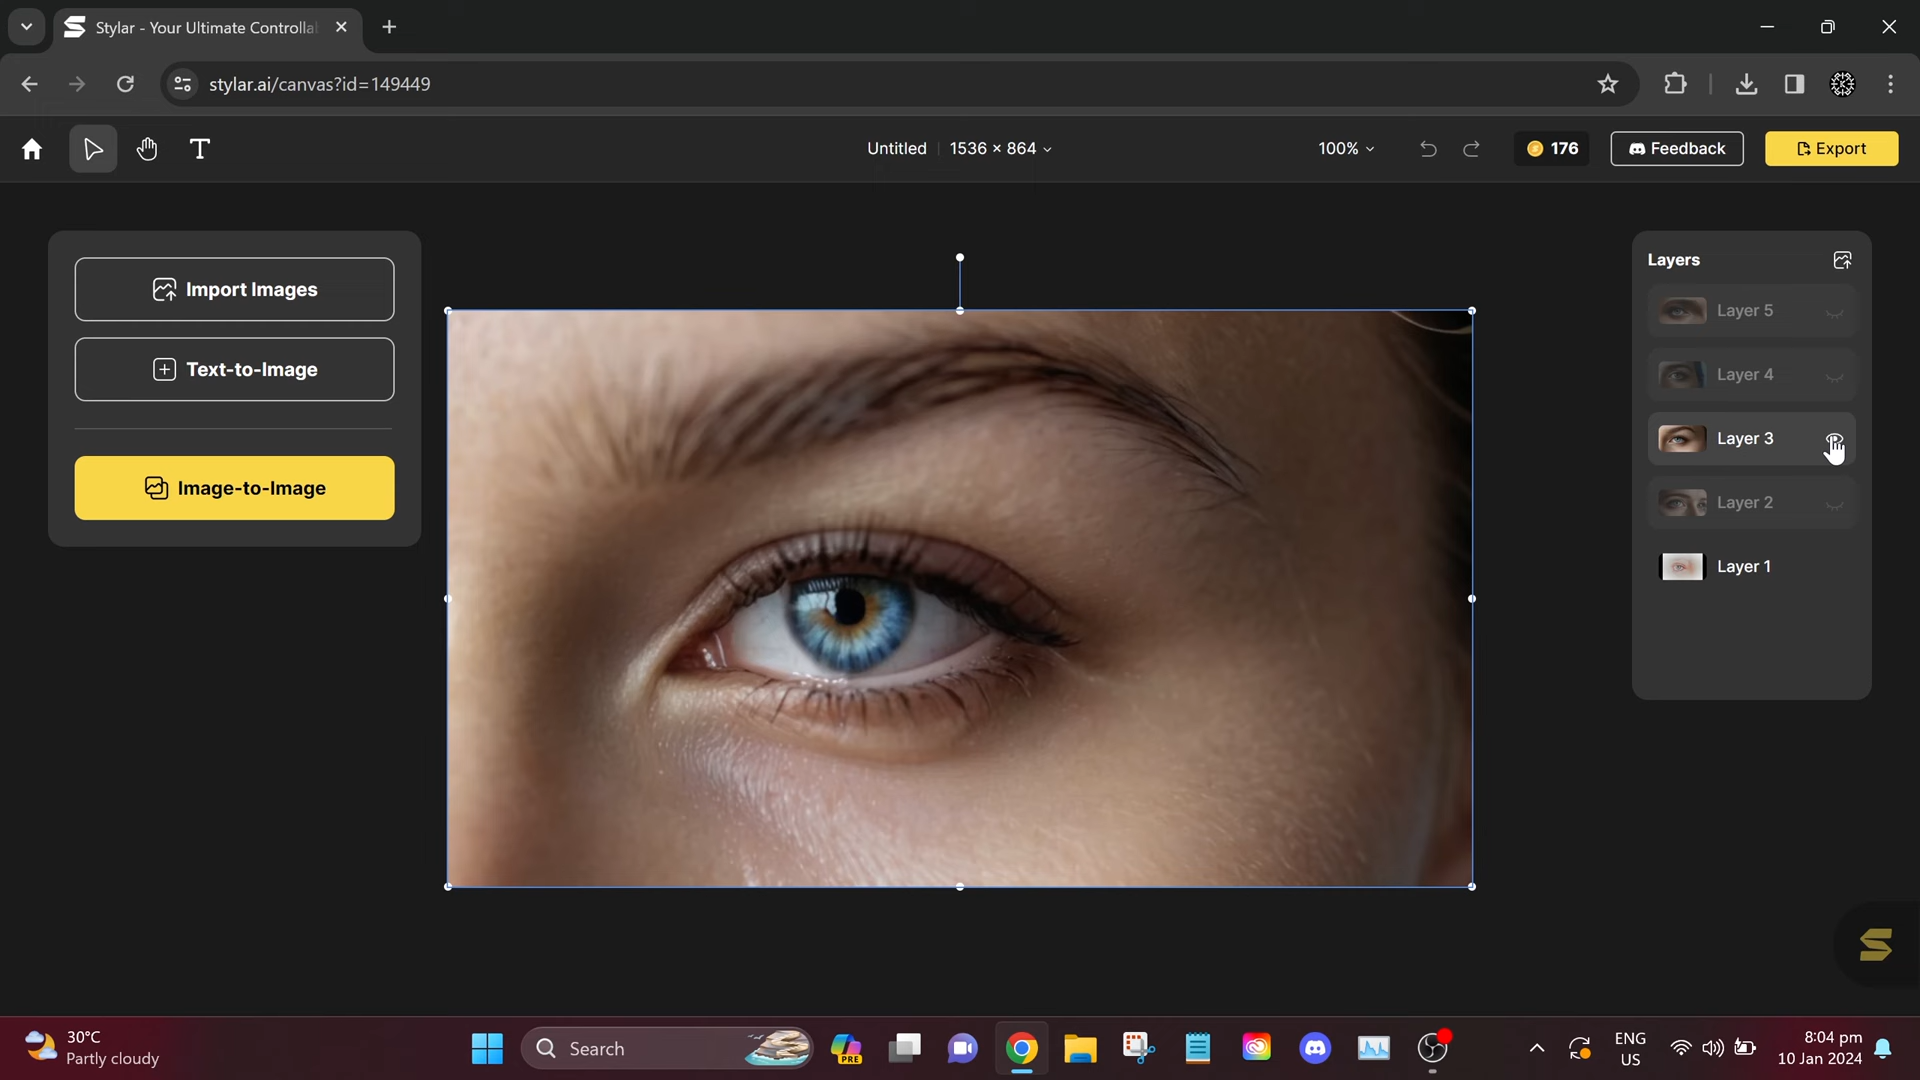 Stylar - Your Ultimate Controlla
stylar.ai/canvas?id=149449
Untitled
1536 × 864
100%
176
Feedback
Export
Import Images
Text-to-Image
Image-to-Image
Layers
Layer 5
Layer 4
Layer 3
Layer 2
Layer 1
30°C
Partly cloudy
Search
PRE
ENG
US
8:04 pm
10 Jan 2024